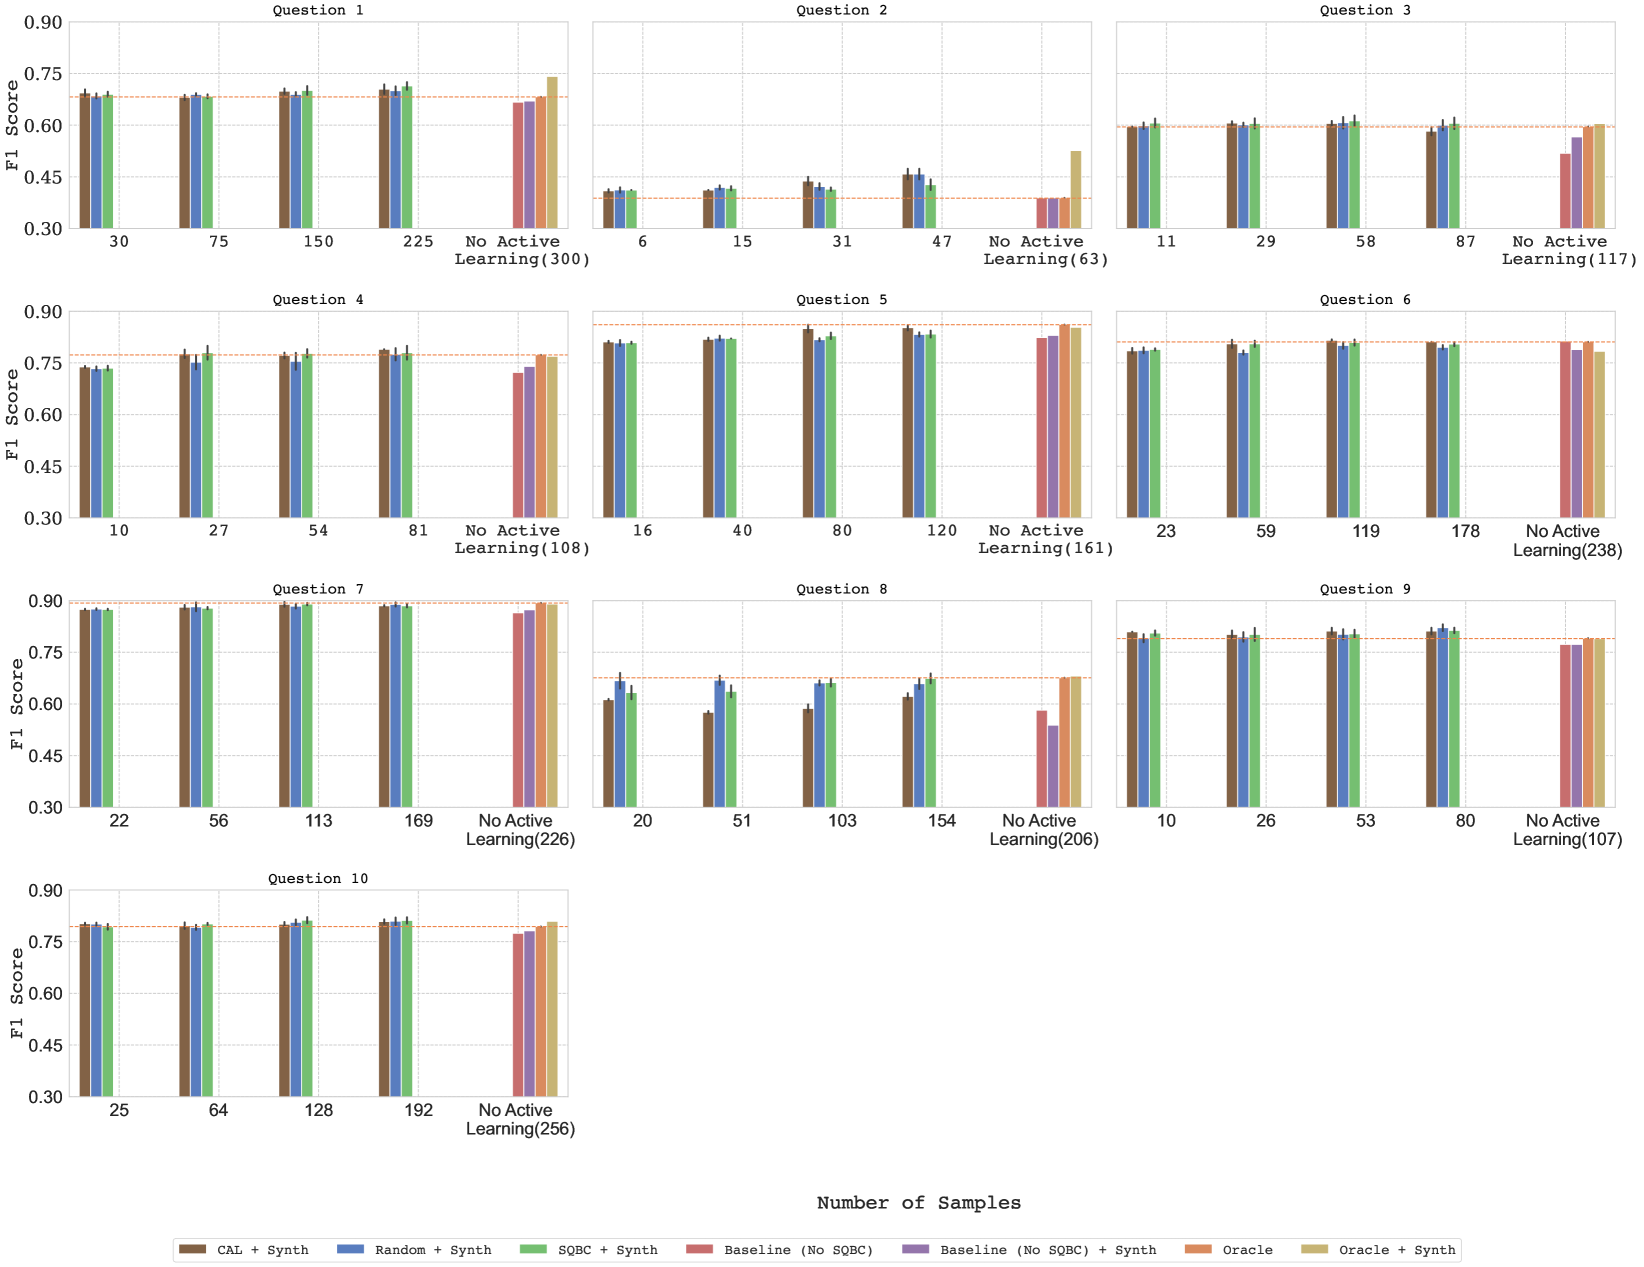 Question 1
Question 2
Question 3
F1 Score
0.90
0.75
0.60
0.45
0.30
30
75
150
225
No Active
Learning(300)
6
15
31
47
No Active
Learning(63)
11
29
58
87
No Active
Learning(117)
Question 4
Question 5
Question 6
F1 Score
0.90
0.75
0.60
0.45
0.30
10
27
54
81
No Active
Learning(108)
16
40
80
120
No Active
Learning(161)
23
59
119
178
No Active
Learning(238)
Question 7
Question 8
Question 9
F1 Score
0.90
0.75
0.60
0.45
0.30
22
56
113
169
No Active
Learning(226)
20
51
103
154
No Active
Learning(206)
10
26
53
80
No Active
Learning(107)
Question 10
F1 Score
0.90
0.75
0.60
0.45
0.30
25
64
128
192
No Active
Learning(256)
Number of Samples
CAL + Synth
Random + Synth
SQBC + Synth
Baseline (No SQBC)
Baseline (No SQBC) + Synth
Oracle
Oracle + Synth